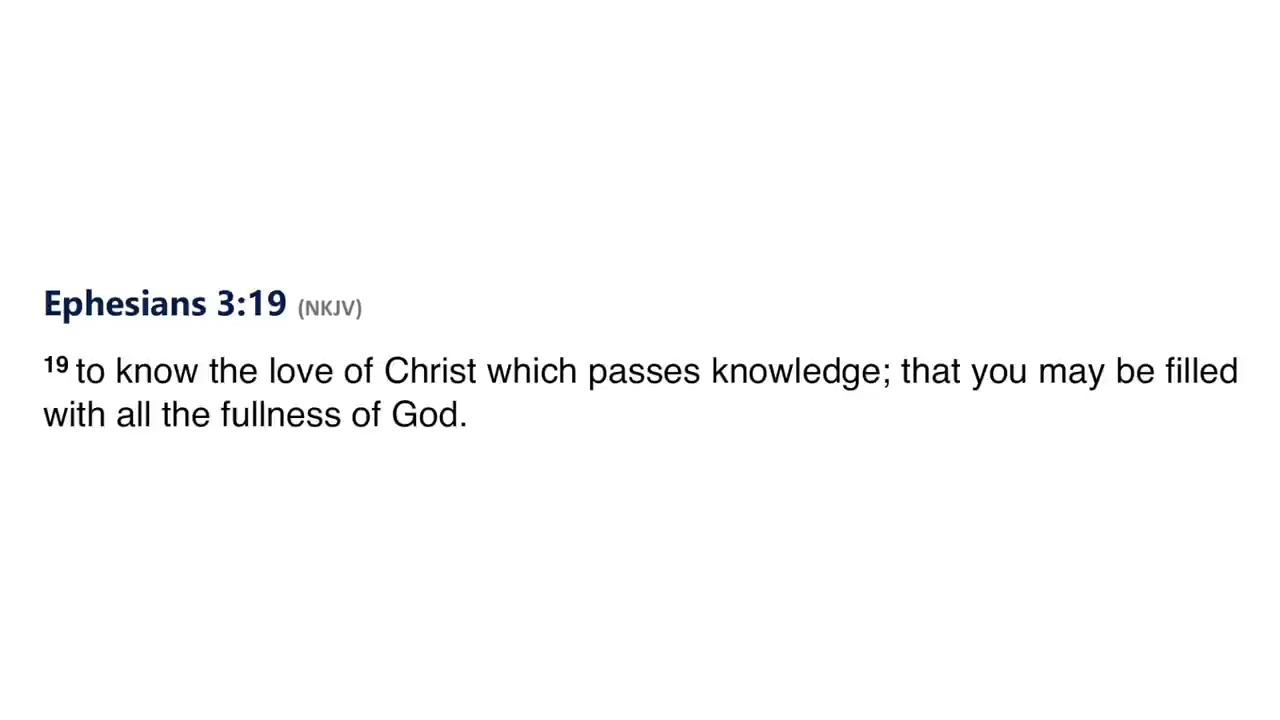 Ephesians 3:19 (NKJV)
19 to know the love of Christ which passes knowledge; that you may be filled
with all the fullness of God.